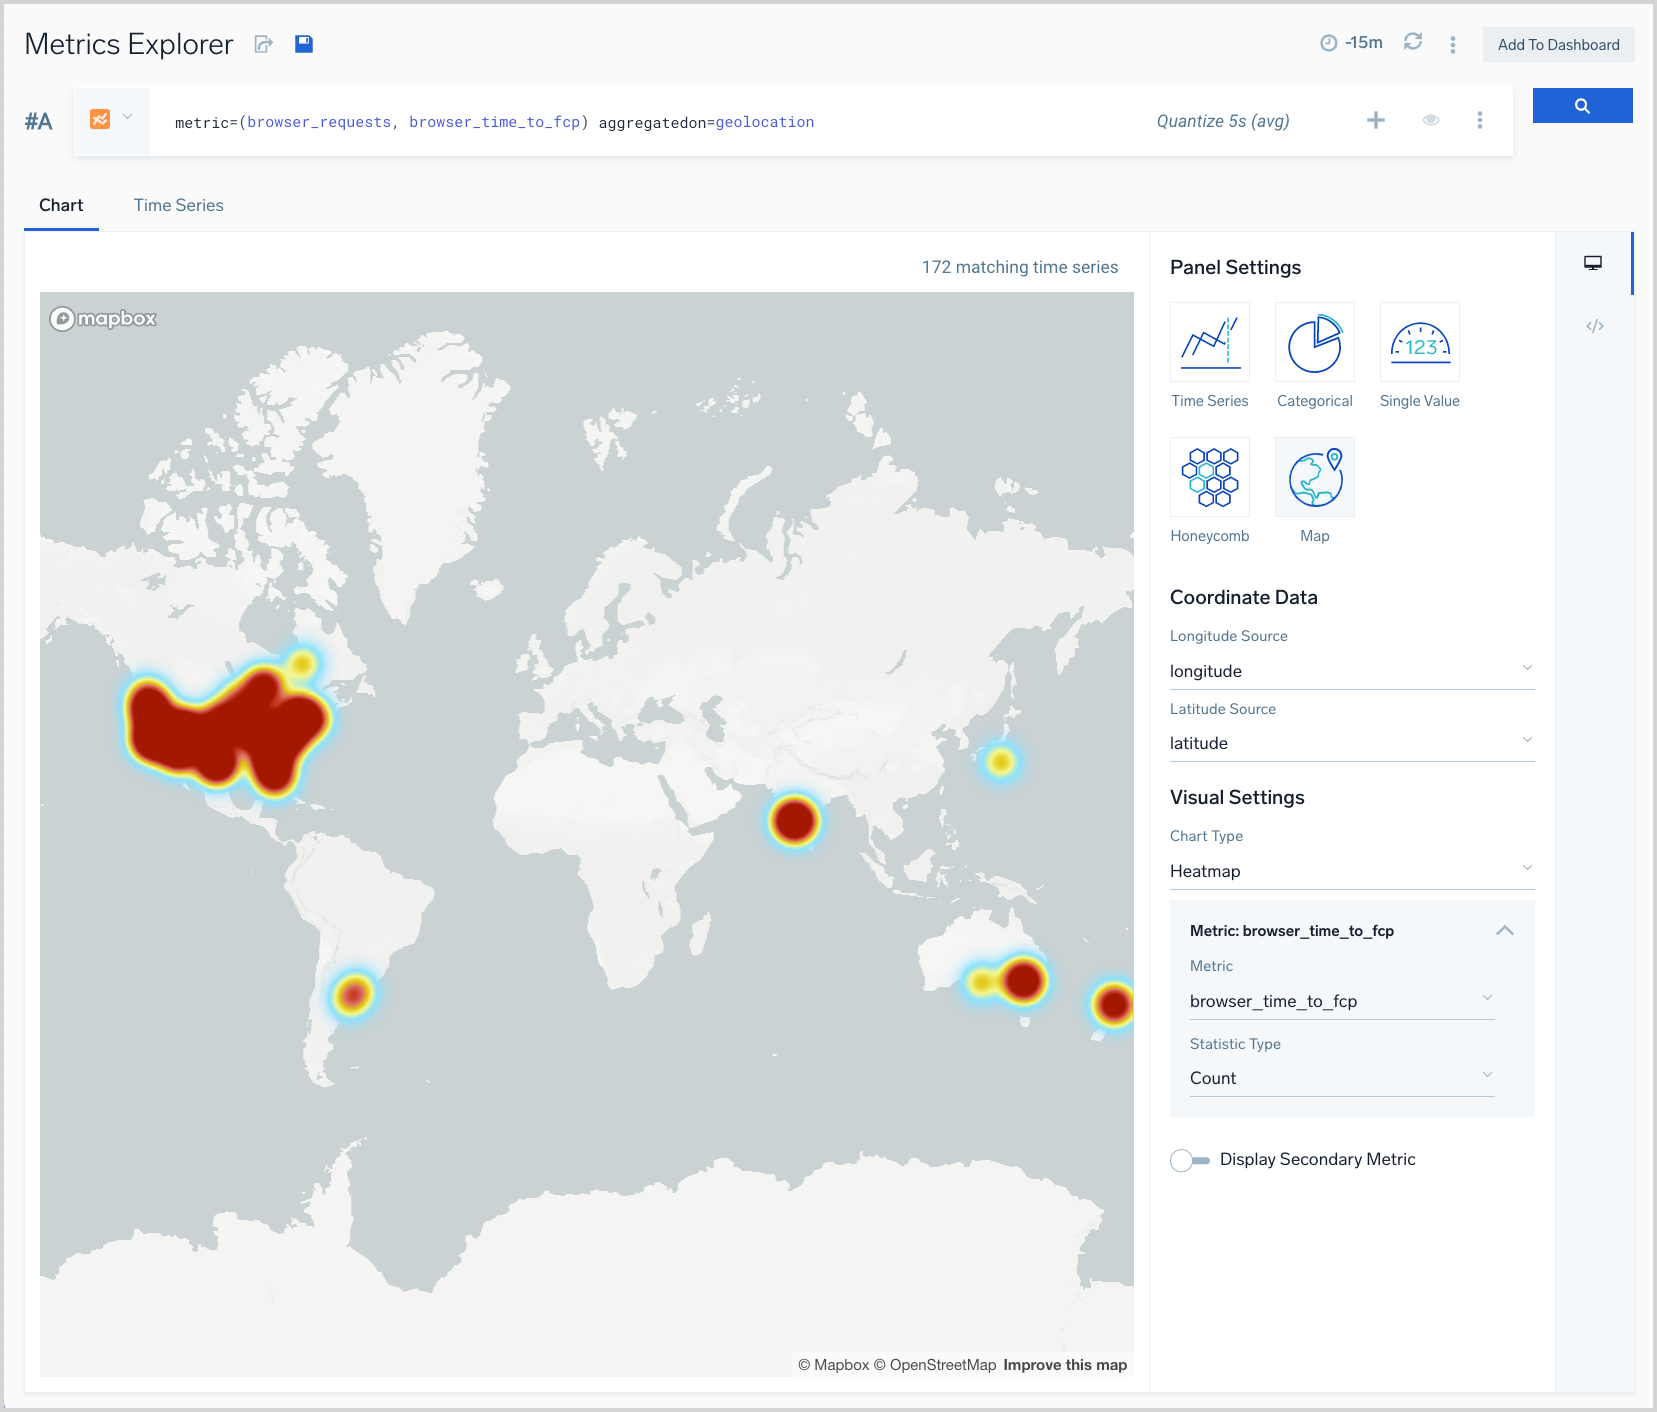 Metrics Explorer
-15m
Add To Dashboard
#A
metric=(browser_requests, browser_time_to_fcp) aggregatedon=geolocation
Quantize 5s (avg)
Chart
Time Series
172 matching time series
mapbox
Panel Settings
123
Time Series
Categorical
Single Value
Honeycomb
Map
Coordinate Data
Longitude Source
longitude
Latitude Source
latitude
Visual Settings
Chart Type
Heatmap
Metric: browser_time_to_fcp
Metric
browser_time_to_fcp
Statistic Type
Count
Display Secondary Metric
© Mapbox © OpenStreetMap Improve this map